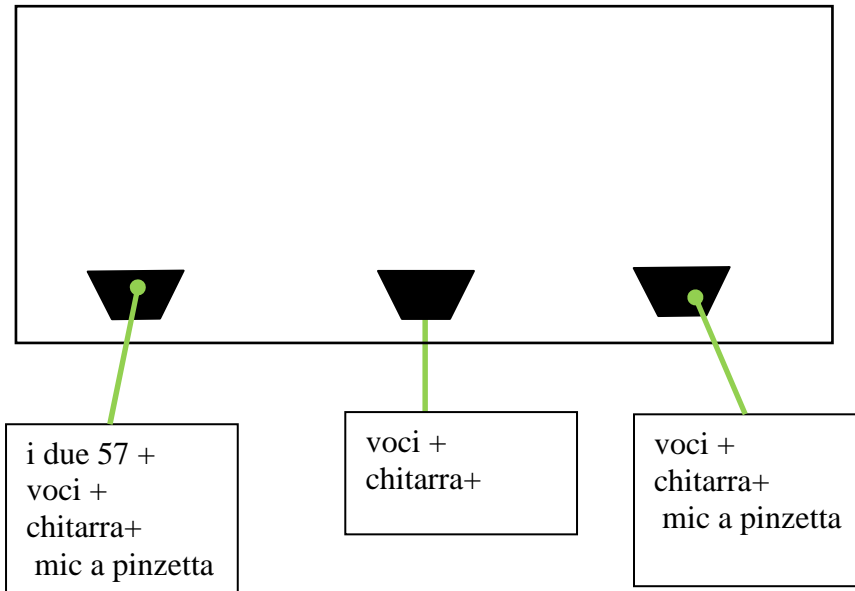 i due 57 +
voci +
chitarra+
mic a pinzetta
voci +
chitarra+
voci +
chitarra+
mic a pinzetta